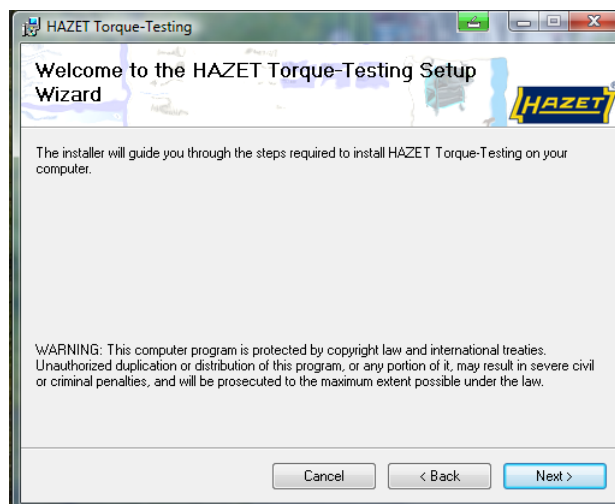 HAZET Torque-Testing
Welcome to the HAZET Torque-Testing Setup
Wizard
HAZET
The installer will guide you through the steps required to install HAZET Torque-Testing on your
computer.
WARNING: This computer program is protected by copyright law and international treaties.
Unauthorized duplication or distribution of this program, or any portion of it, may result in severe civil
or criminal penalties, and will be prosecuted to the maximum extent possible under the law.
Cancel
< Back
Next >